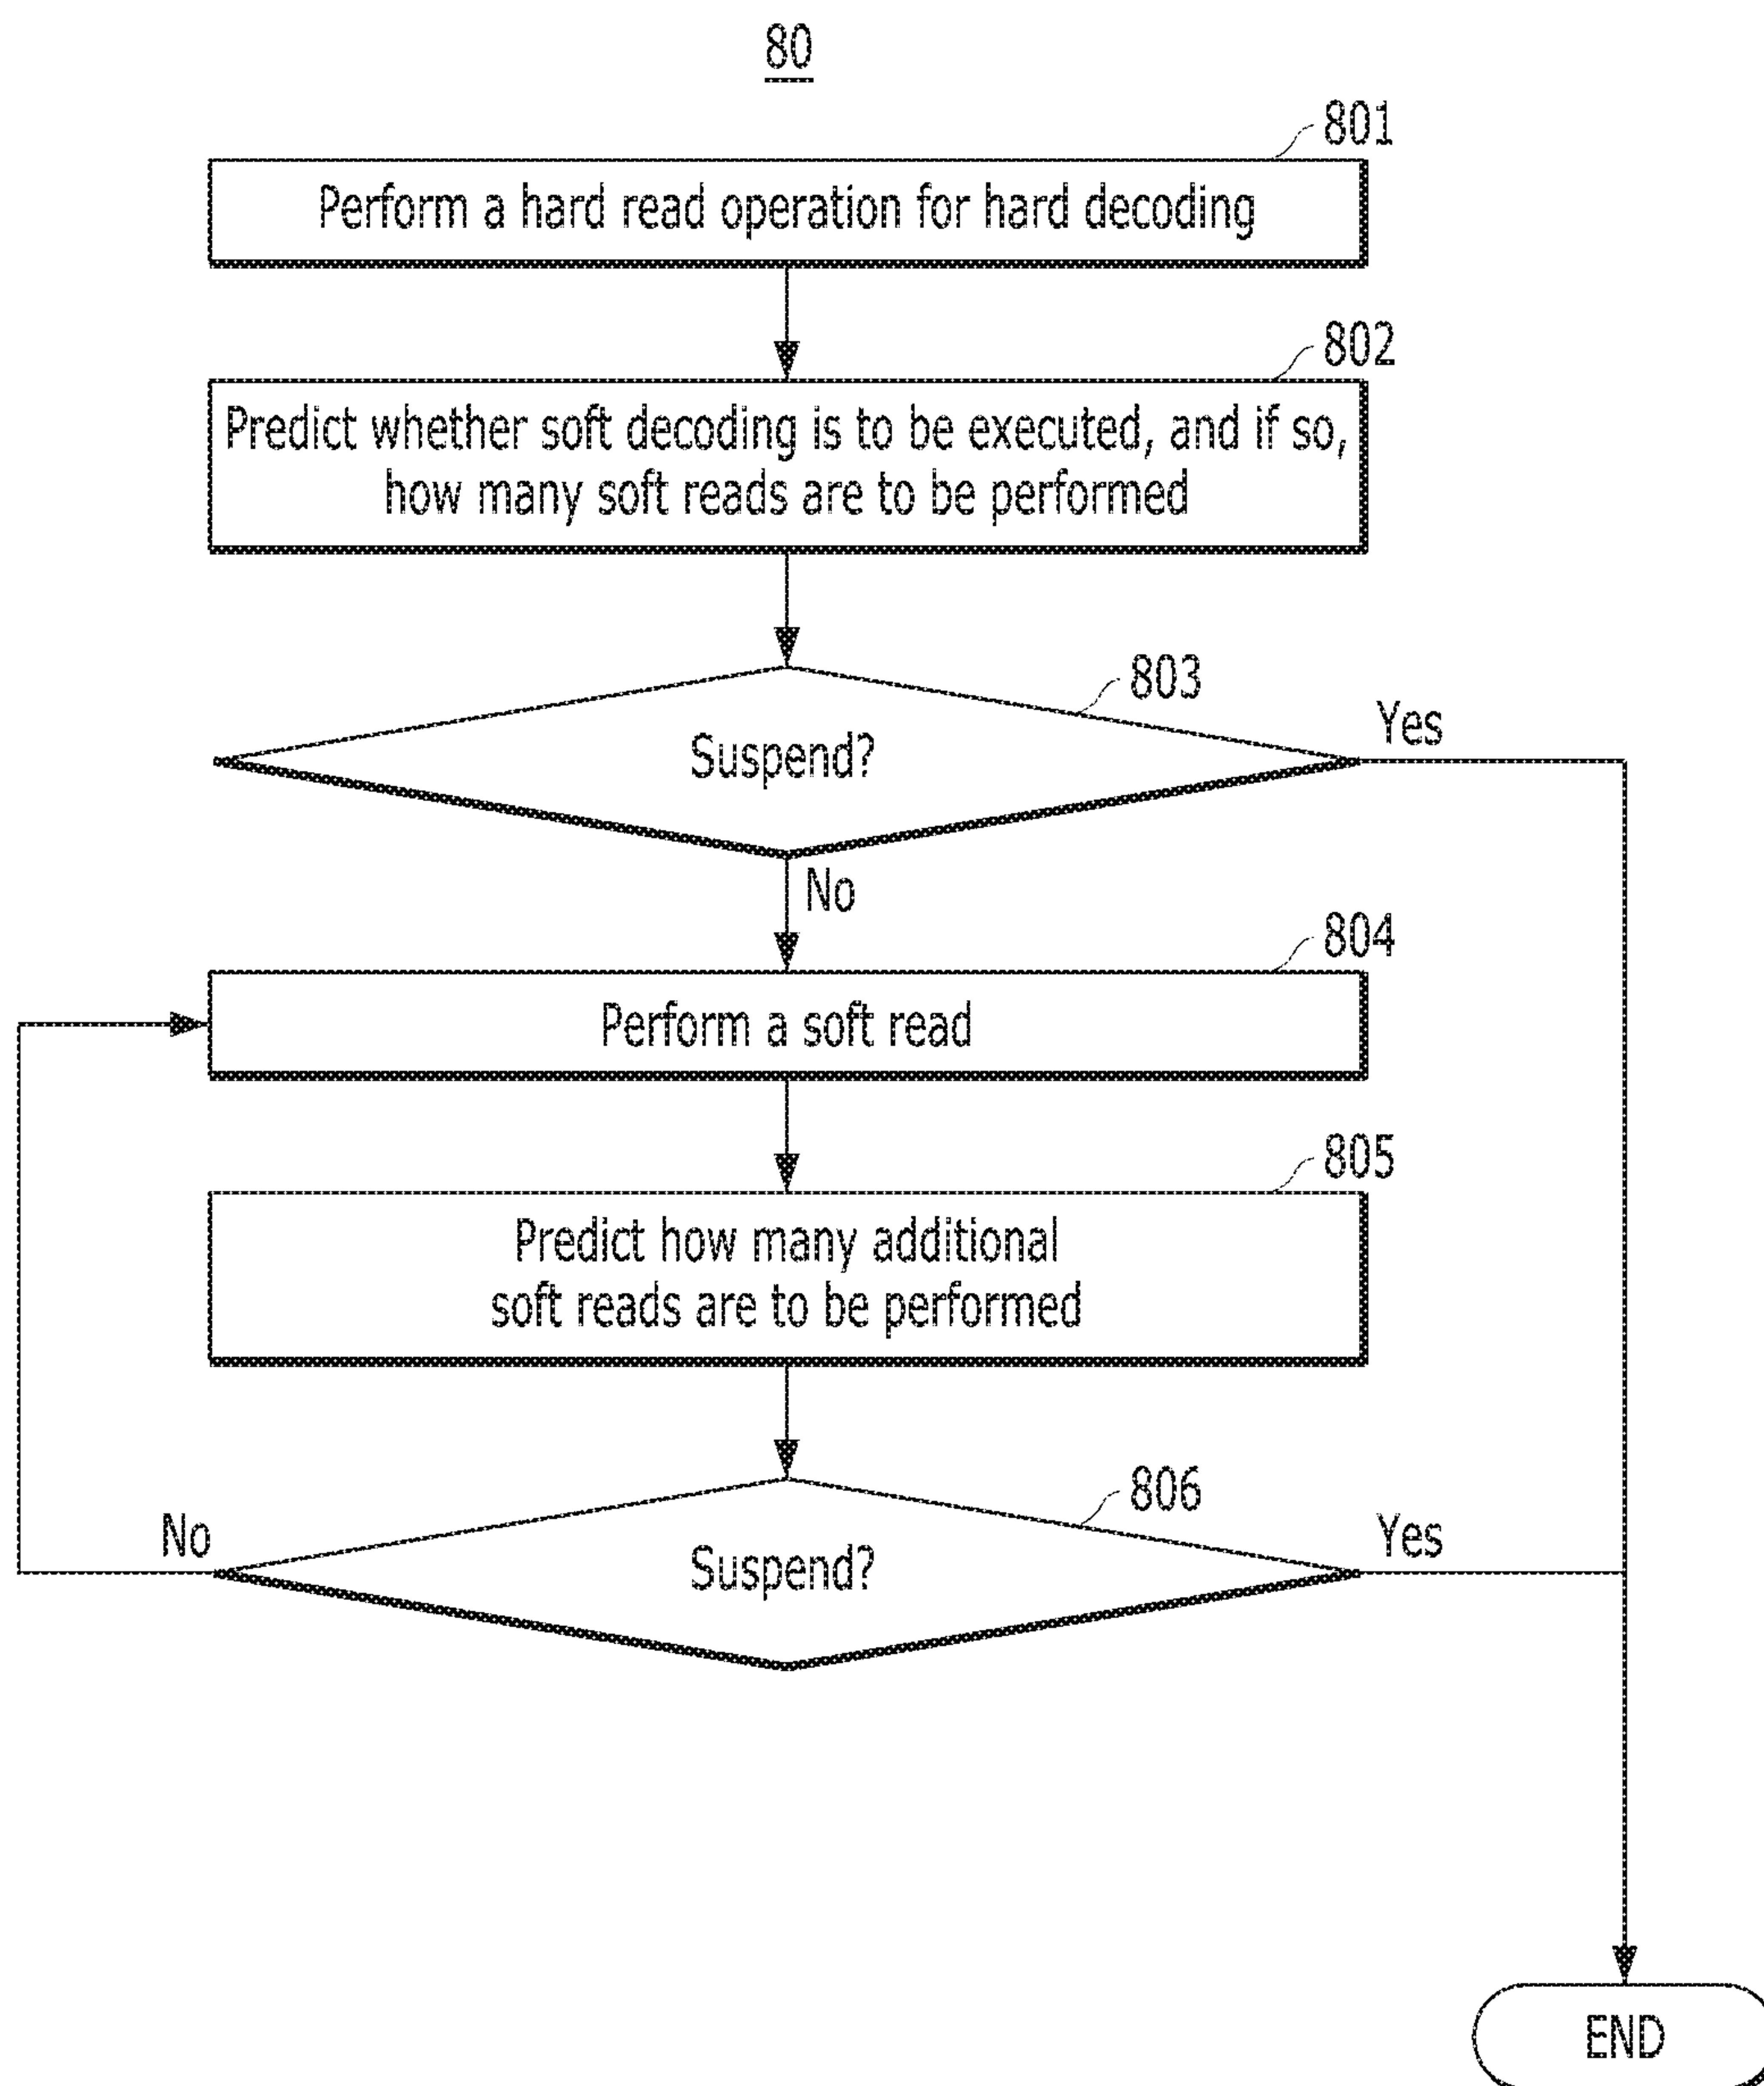 80
801
Perform a hard read operation for hard decoding
802
Predict whether soft decoding is to be executed, and if so,
how many soft reads are to be performed
803
Suspend?
Yes
No
804
Perform a soft read
805
Predict how many additional
soft reads are to be performed
806
No
Suspend?
Yes
END